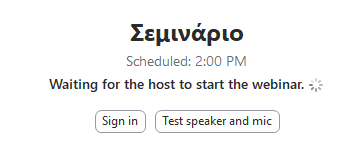 Σεμινάριο
Scheduled: 2:00 PM
Waiting for the host to start the webinar.
Sign in Test speaker and mic